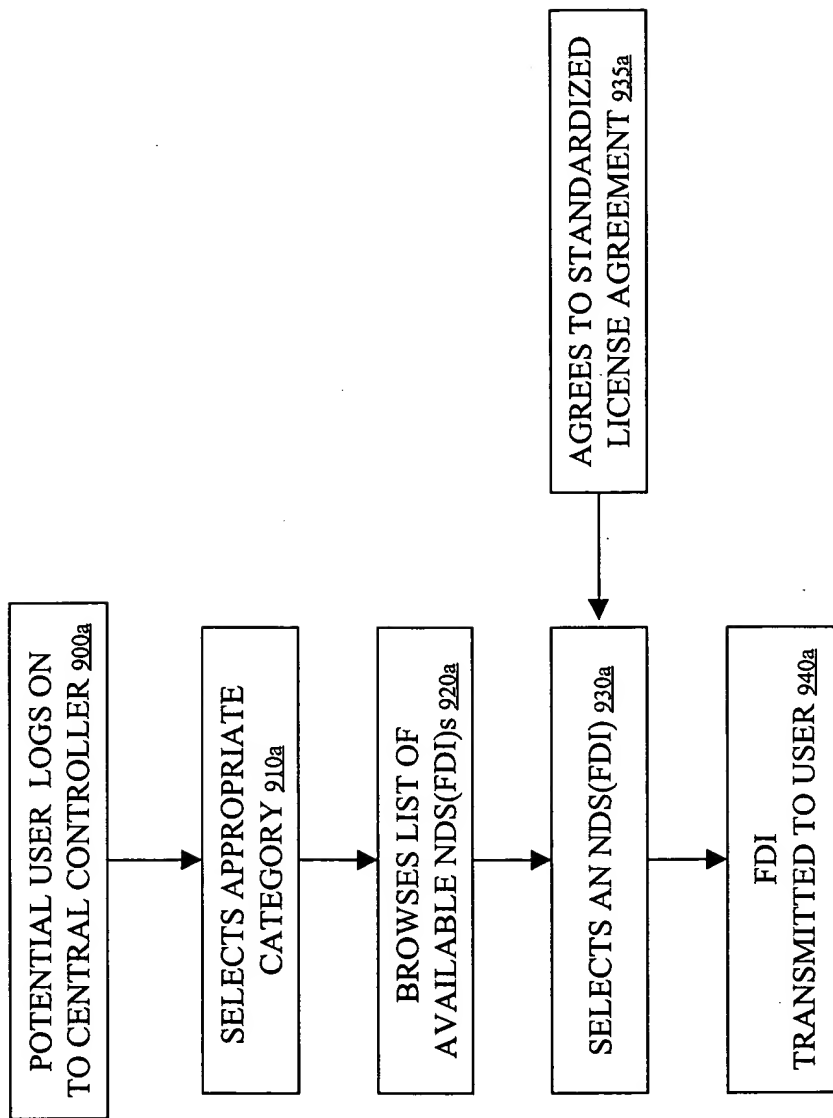 POTENTIAL USER LOGS ON
TO CENTRAL CONTROLLER 900a
SELECTS APPROPRIATE
CATEGORY 910a
BROWSES LIST OF
AVAILABLE NDS(FDI)s 920a
SELECTS AN NDS(FDI) 930a
AGREES TO STANDARDIZED
LICENSE AGREEMENT 935a
FDI
TRANSMITTED TO USER 940a